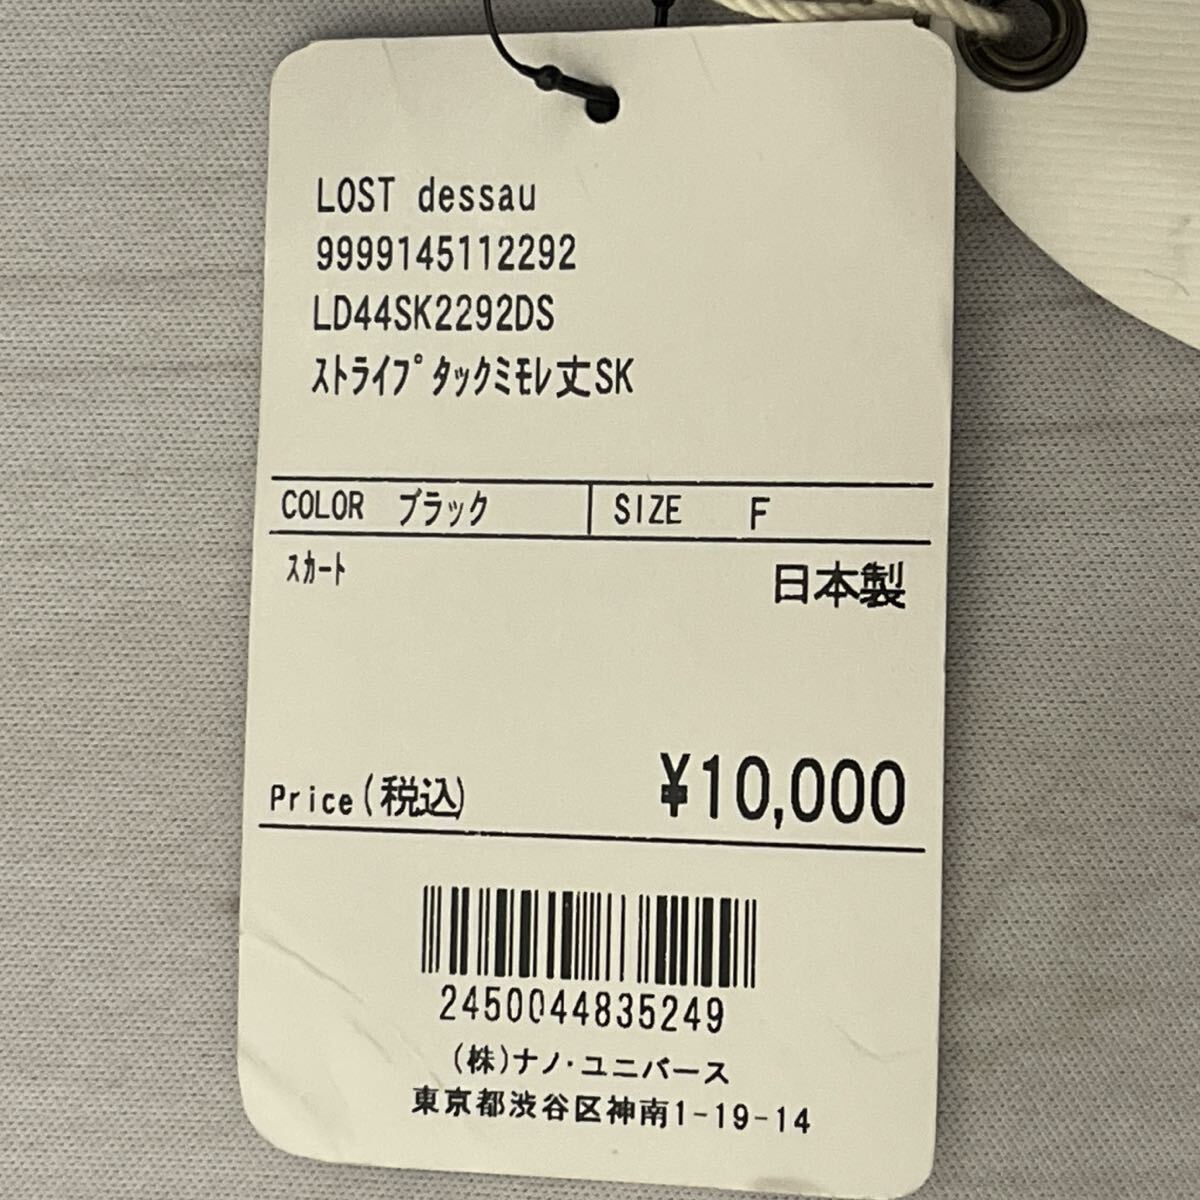 LOST dessau
9999145112292
LD44SK2292DS
ｽﾄﾗｲﾌﾟﾀｯｸﾐﾓﾚ丈SK
COLOR ブラック SIZE F
ｽｶｰﾄ 日本製
Price(税込) ¥10,000
2450044835249
(株)ナノ・ユニバース
東京都渋谷区神南1-19-14